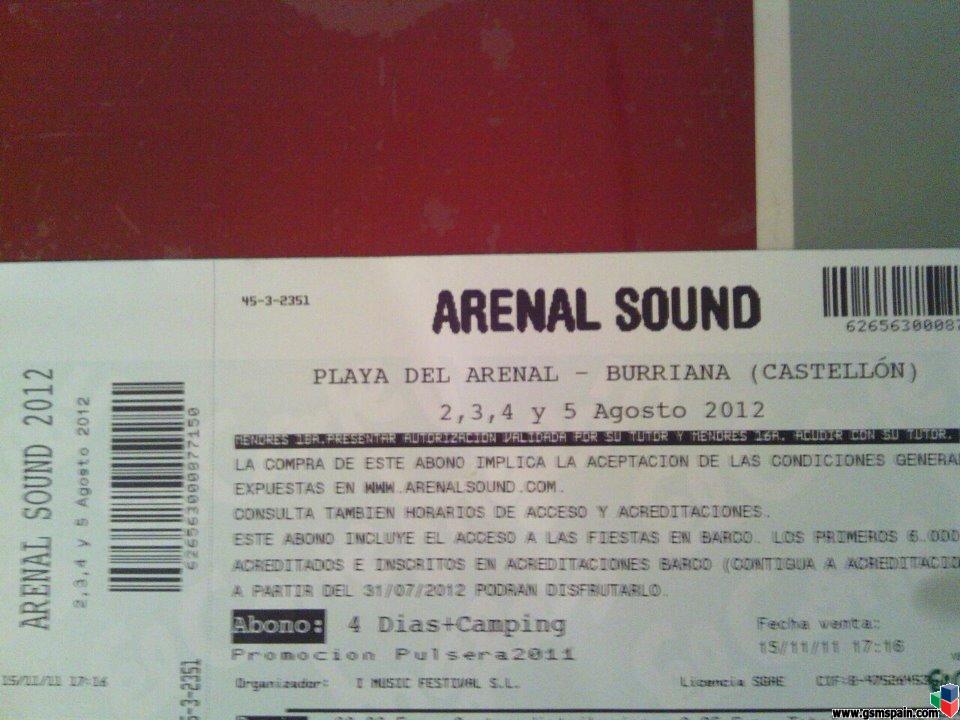 45-3-2351
ARENAL SOUND
6265630008
PLAYA DEL ARENAL - BURRIANA (CASTELLÓN)
2,3,4 y 5 Agosto 2012
MENORES 18A.PRESENTAR AUTORIZACION VALIDADA POR SU TUTOR Y MENORES 16A. ACUDIR CON SU TUTOR.
LA COMPRA DE ESTE ABONO IMPLICA LA ACEPTACION DE LAS CONDICIONES GENERA
EXPUESTAS EN WWW.ARENALSOUND.COM.
CONSULTA TAMBIEN HORARIOS DE ACCESO Y ACREDITACIONES.
ESTE ABONO INCLUYE EL ACCESO A LAS FIESTAS EN BARCO. LOS PRIMEROS 6.000
ACREDITADOS E INSCRITOS EN ACREDITACIONES BARCO (CONTIGUA A ACREDITACIO
A PARTIR DEL 31/07/2012 PODRAN DISFRUTARLO.
Abono: 4 Dias+Camping
Fecha venta:
Promocion Pulsera2011
15/11/11 17:16
Organizador: I MUSIC FESTIVAL S.L.
Licencia SGAE
ARENAL SOUND 2012
2,3,4 y 5 Agosto 2012
6265630000877150
15/11/11 17:16
5-3-2351
www.gsmspain.com